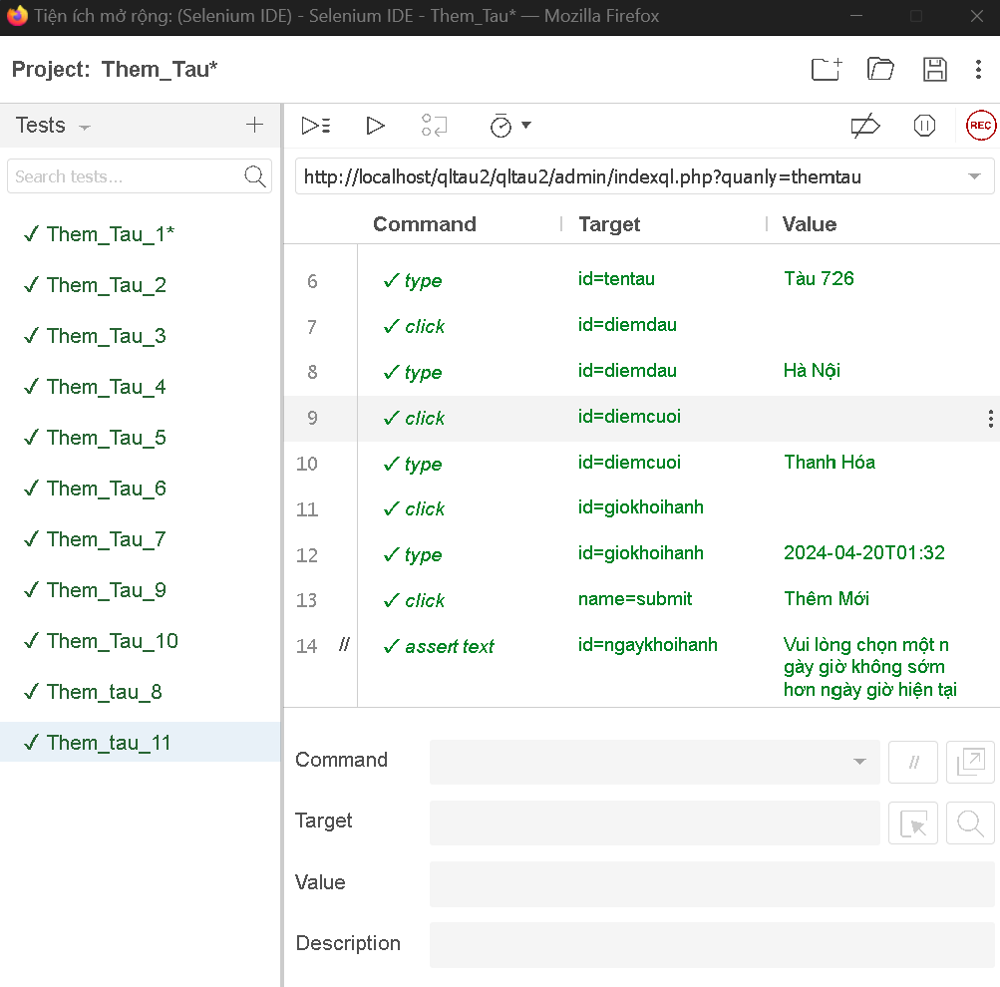 Tiện ích mở rộng: (Selenium IDE) - Selenium IDE - Them_Tau* — Mozilla Firefox
Project: Them_Tau*
Tests
Search tests...
Them_Tau_1*
Them_Tau_2
Them_Tau_3
Them_Tau_4
Them_Tau_5
Them_Tau_6
Them_Tau_7
Them_Tau_9
Them_Tau_10
Them_tau_8
Them_tau_11
REC
http://localhost/qltau2/qltau2/admin/indexql.php?quanly=themtau
Command Target Value
6 type id=tentau Tàu 726
7 click id=diemdau
8 type id=diemdau Hà Nội
9 click id=diemcuoi
10 type id=diemcuoi Thanh Hóa
11 click id=giokhoihanh
12 type id=giokhoihanh 2024-04-20T01:32
13 click name=submit Thêm Mới
14 // assert text id=ngaykhoihanh Vui lòng chọn một n
gày giờ không sớm
hơn ngày giờ hiện tại
Command //
Target
Value
Description